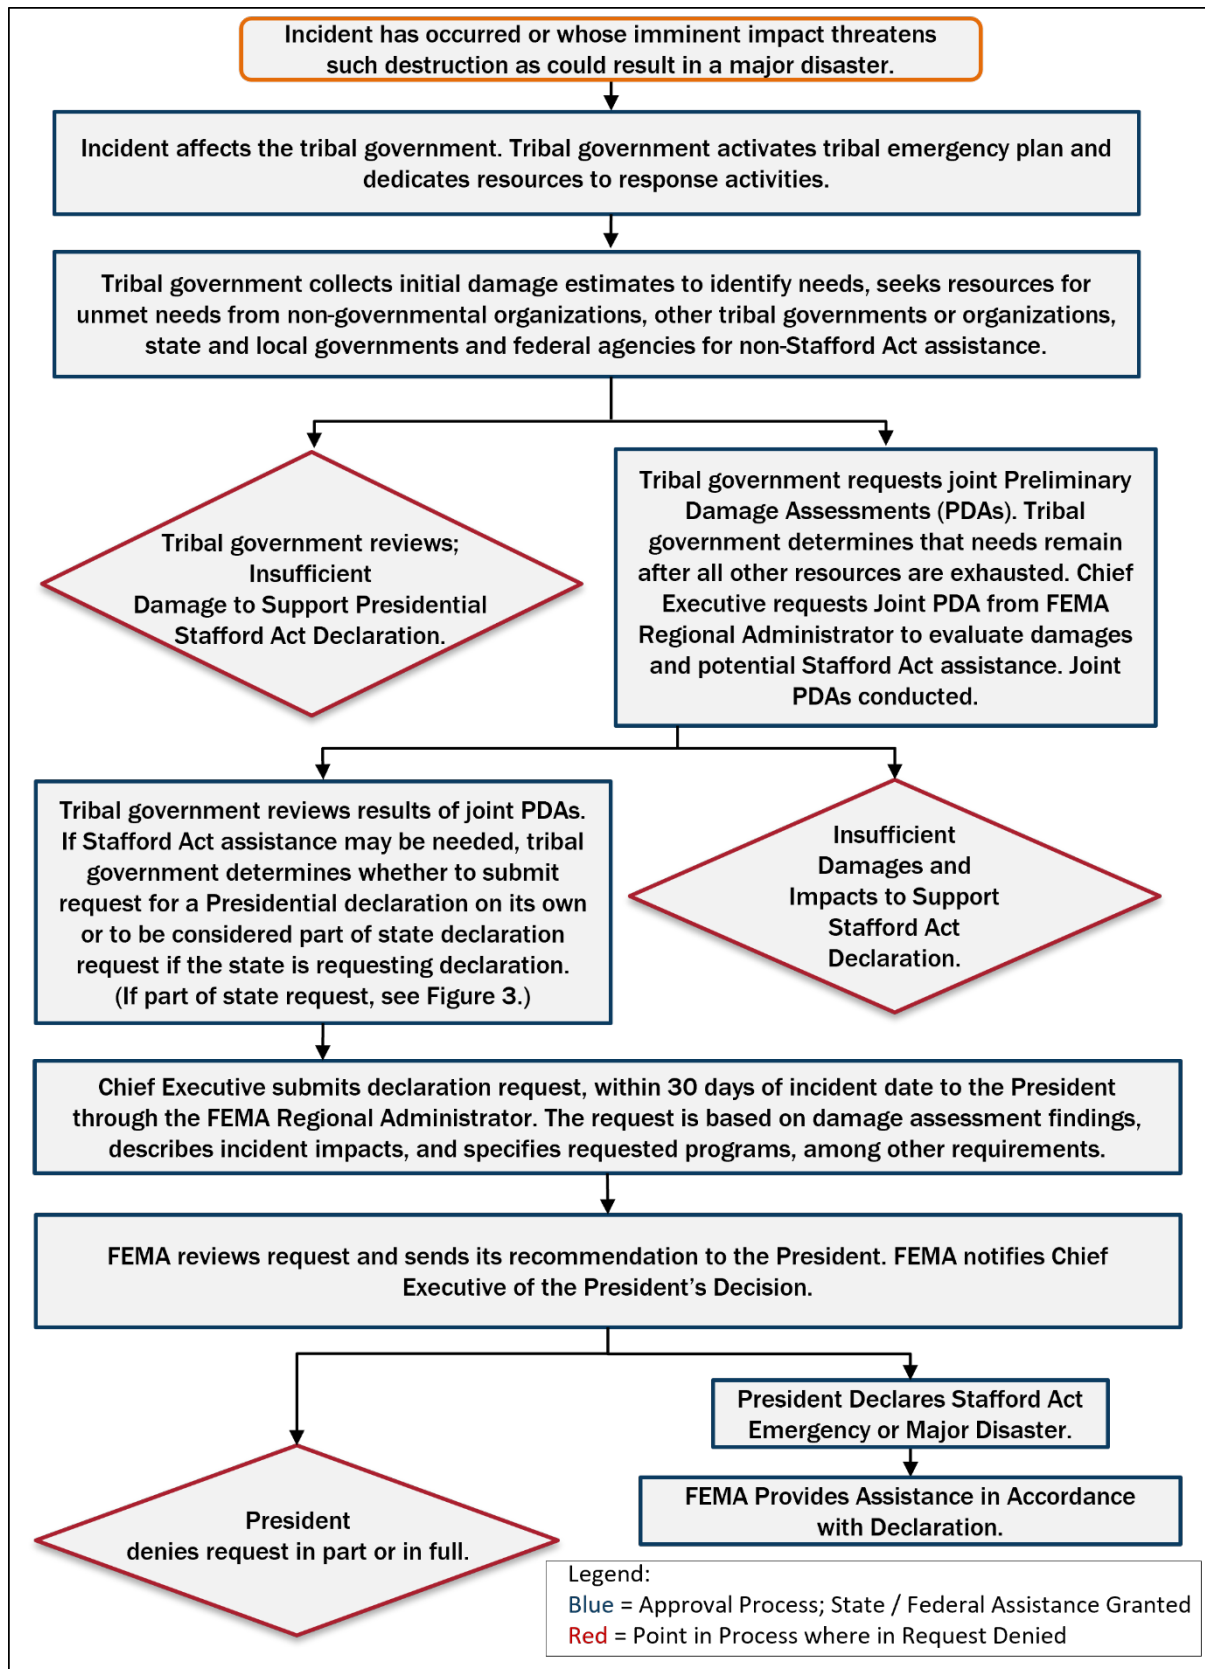 Incident has occurred or whose imminent impact threatens
such destruction as could result in a major disaster.
Incident affects the tribal government. Tribal government activates tribal emergency plan and
dedicates resources to response activities.
Tribal government collects initial damage estimates to identify needs, seeks resources for
unmet needs from non-governmental organizations, other tribal governments or organizations,
state and local governments and federal agencies for non-Stafford Act assistance.
Tribal government reviews;
Insufficient
Damage to Support Presidential
Stafford Act Declaration.
Tribal government requests joint Preliminary
Damage Assessments (PDAs). Tribal
government determines that needs remain
after all other resources are exhausted. Chief
Executive requests Joint PDA from FEMA
Regional Administrator to evaluate damages
and potential Stafford Act assistance. Joint
PDAs conducted.
Tribal government reviews results of joint PDAs.
If Stafford Act assistance may be needed, tribal
government determines whether to submit
request for a Presidential declaration on its own
or to be considered part of state declaration
request if the state is requesting declaration.
(If part of state request, see Figure 3.)
Insufficient
Damages and
Impacts to Support
Stafford Act
Declaration.
Chief Executive submits declaration request, within 30 days of incident date to the President
through the FEMA Regional Administrator. The request is based on damage assessment findings,
describes incident impacts, and specifies requested programs, among other requirements.
FEMA reviews request and sends its recommendation to the President. FEMA notifies Chief
Executive of the President’s Decision.
President Declares Stafford Act
Emergency or Major Disaster.
FEMA Provides Assistance in Accordance
with Declaration.
President
denies request in part or in full.
Legend:
Blue = Approval Process; State / Federal Assistance Granted
Red = Point in Process where in Request Denied